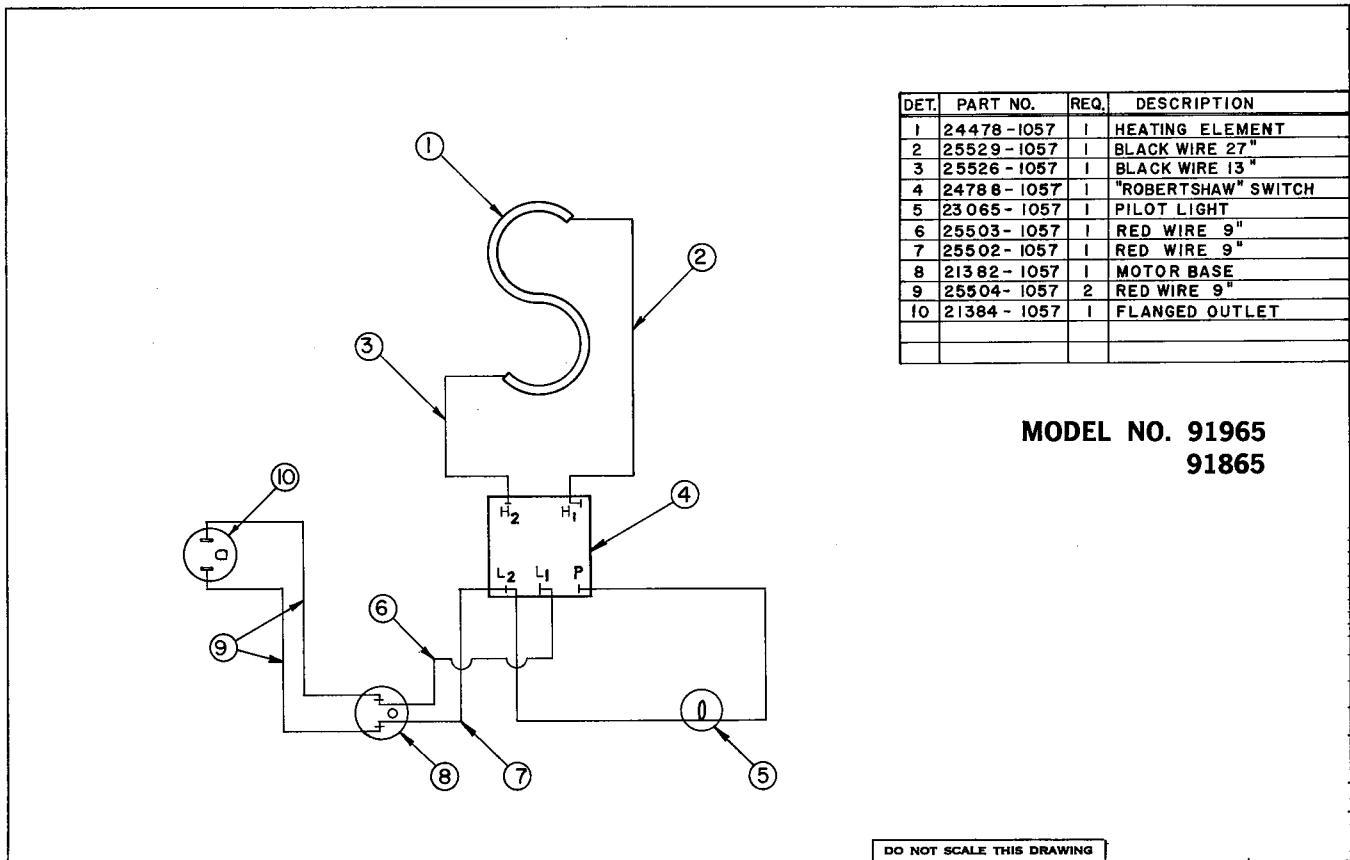 DET. PART NO. REQ. DESCRIPTION
1 24478-1057 1 HEATING ELEMENT
2 25529-1057 1 BLACK WIRE 27"
3 25526-1057 1 BLACK WIRE 13"
4 24788-1057 1 "ROBERTSHAW" SWITCH
5 23065-1057 1 PILOT LIGHT
6 25503-1057 1 RED WIRE 9"
7 25502-1057 1 RED WIRE 9"
8 21382-1057 1 MOTOR BASE
9 25504-1057 2 RED WIRE 9"
10 21384-1057 1 FLANGED OUTLET
MODEL NO. 91965
91865
1
2
3
10
4
H2 H1
L2 L1 P
6
9
8
7
5
DO NOT SCALE THIS DRAWING